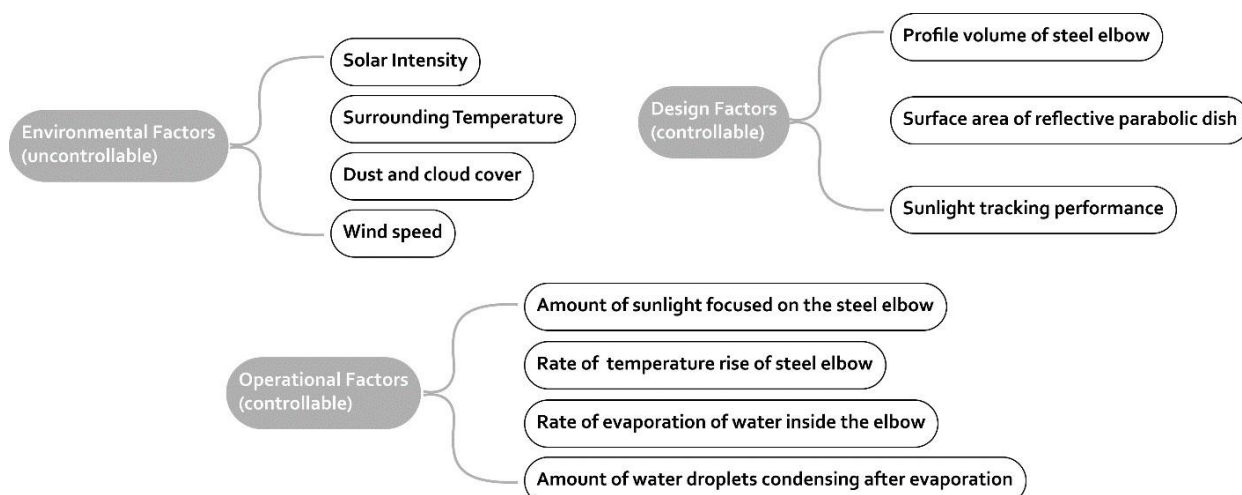 Environmental Factors
(uncontrollable)
Solar Intensity
Surrounding Temperature
Dust and cloud cover
Wind speed
Design Factors
(controllable)
Profile volume of steel elbow
Surface area of reflective parabolic dish
Sunlight tracking performance
Operational Factors
(controllable)
Amount of sunlight focused on the steel elbow
Rate of temperature rise of steel elbow
Rate of evaporation of water inside the elbow
Amount of water droplets condensing after evaporation